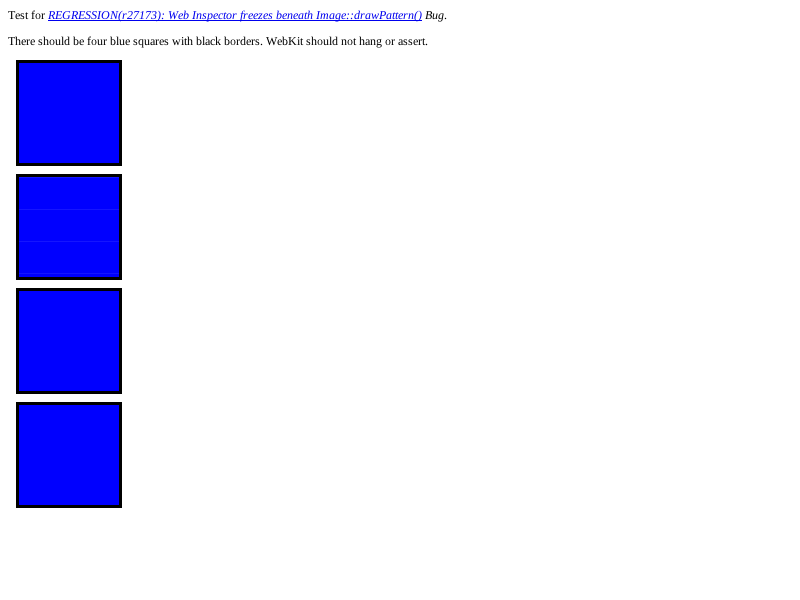 Test for REGRESSION(r27173): Web Inspector freezes beneath Image::drawPattern() Bug.
There should be four blue squares with black borders. WebKit should not hang or assert.